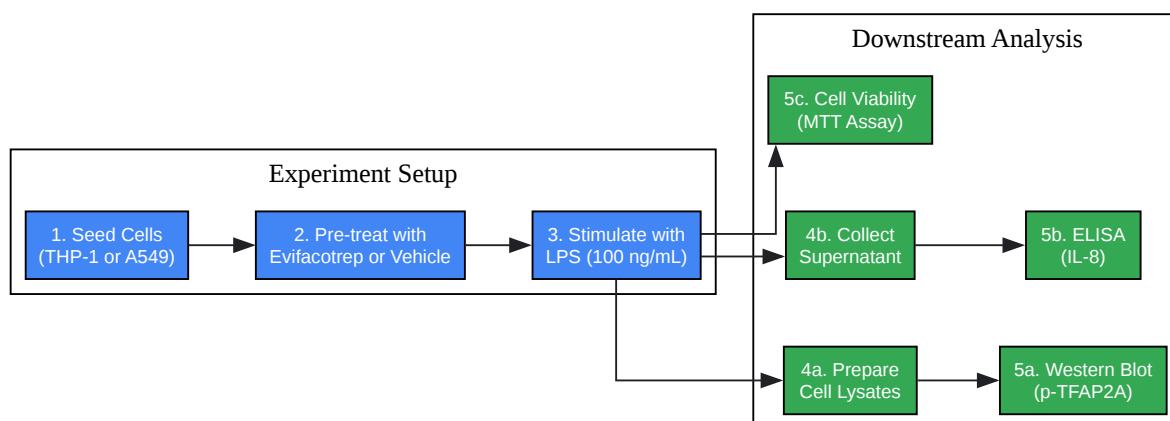 Experiment Setup
1. Seed Cells
(THP-1 or A549)
2. Pre-treat with
Evifacotrep or Vehicle
3. Stimulate with
LPS (100 ng/mL)
Downstream Analysis
5c. Cell Viability
(MTT Assay)
4b. Collect
Supernatant
5b. ELISA
(IL-8)
4a. Prepare
Cell Lysates
5a. Western Blot
(p-TFAP2A)